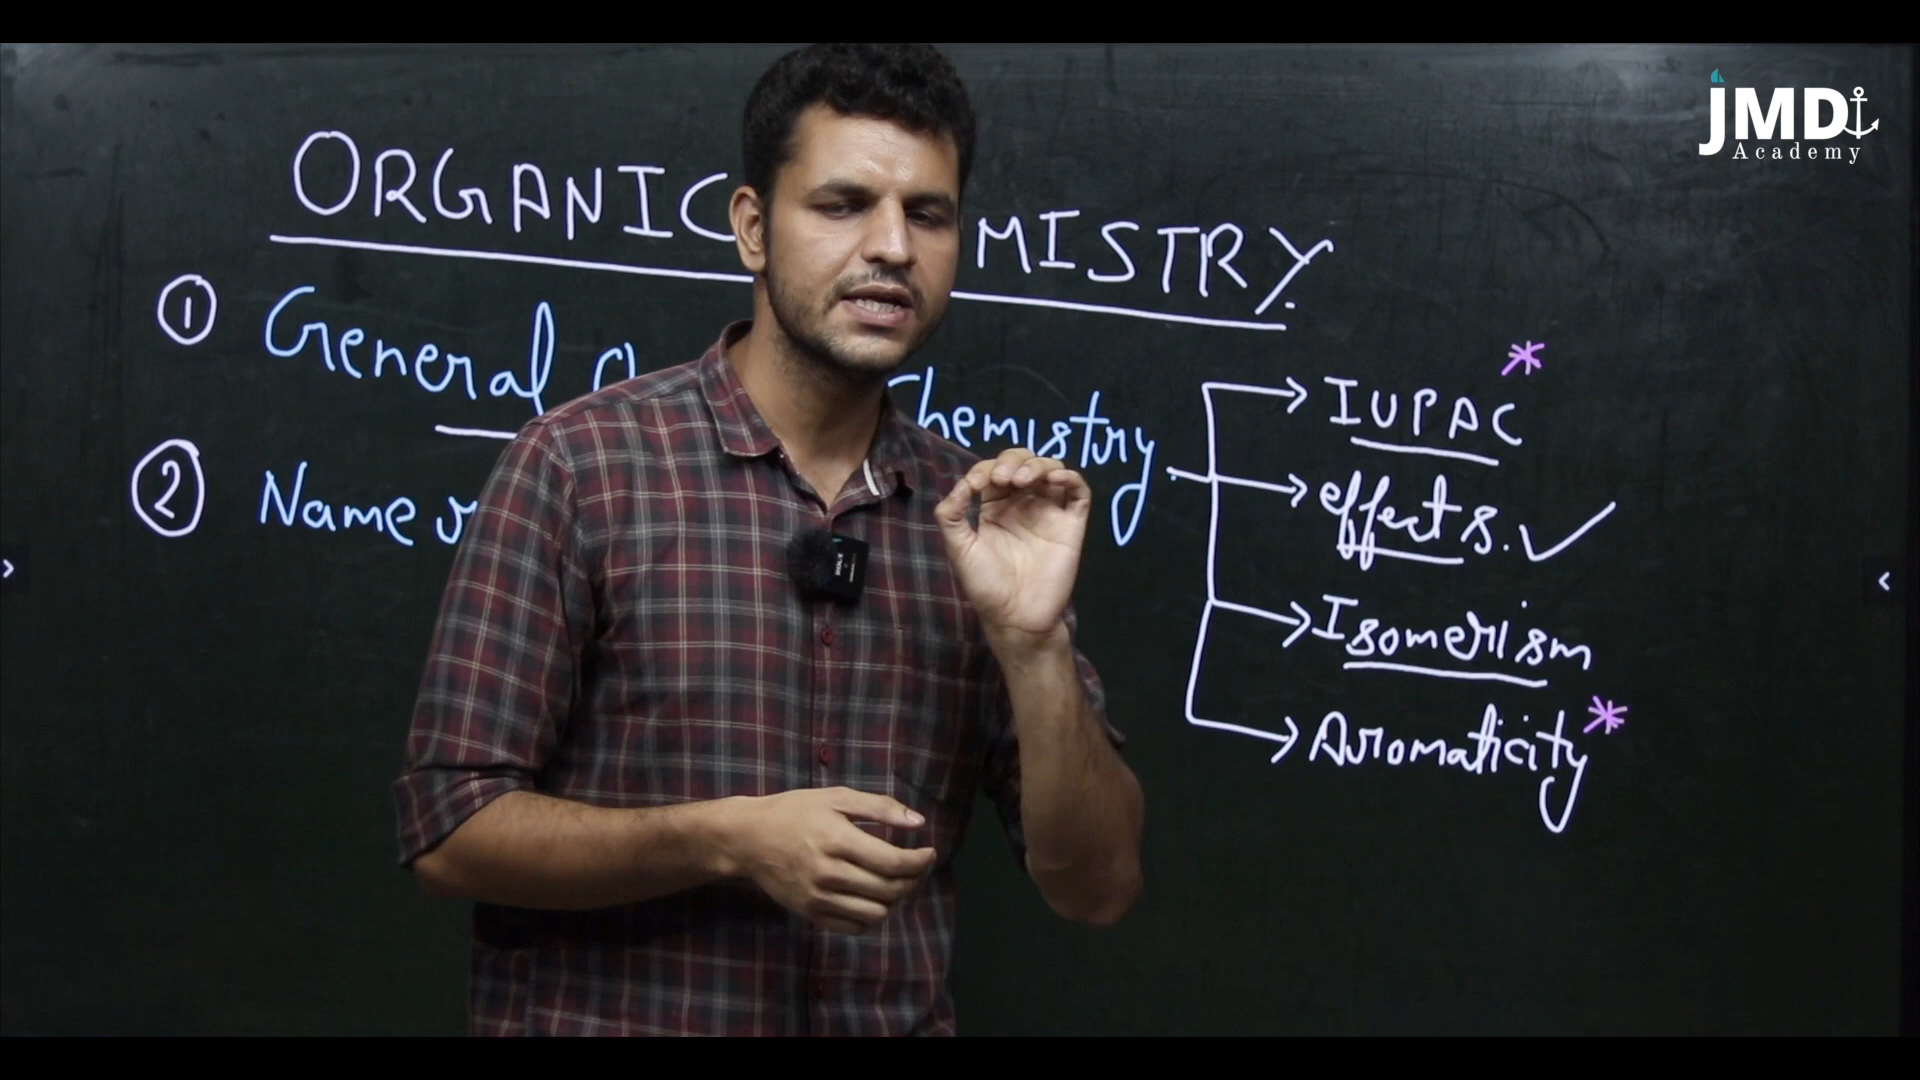 JMD
Academy
ORGANIC MISTRY
① General Chemistry
② Name
IUPAC *
effects. ✓
Isomerism
Aromaticity *